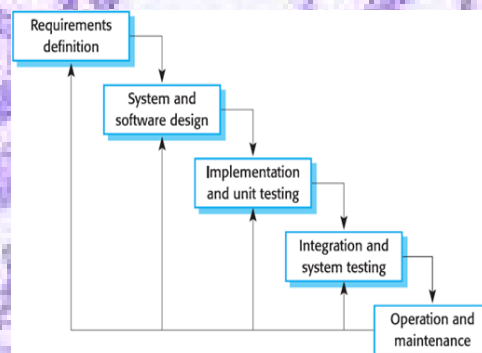 Requirements
definition
System and
software design
Implementation
and unit testing
Integration and
system testing
Operation and
maintenance